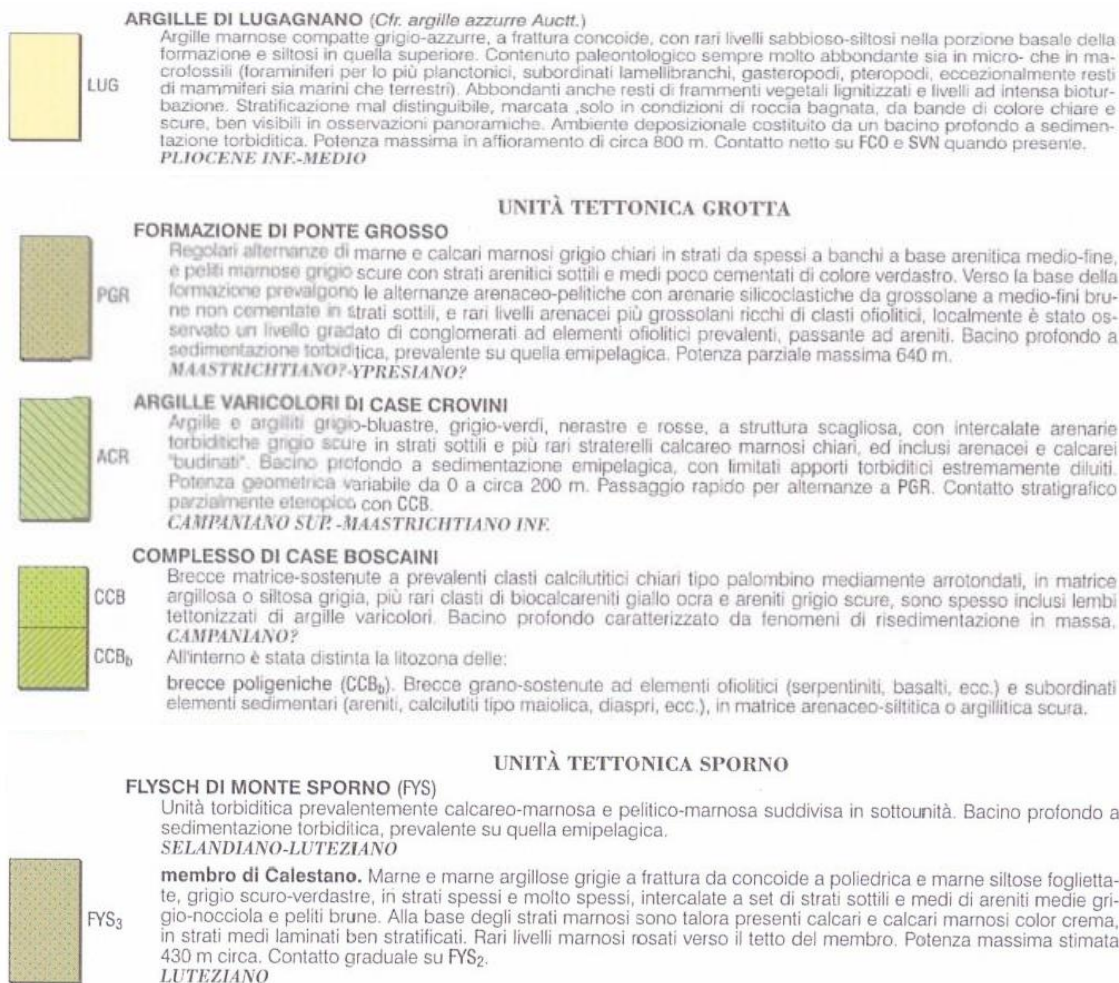 ARGILLE DI LUGAGNANO (Cfr. argille azzurre Auctt.)
LUG
Argille marnose compatte grigio-azzurre, a frattura concoide, con rari livelli sabbioso-siltosi nella porzione basale della
formazione e siltosi in quella superiore. Contenuto paleontologico sempre molto abbondante sia in micro- che in ma-
crofossili (foraminiferi per lo più planctonici, subordinati lamellibranchi, gasteropodi, pteropodi, eccezionalmente resti
di mammiferi sia marini che terrestri). Abbondanti anche resti di frammenti vegetali lignitizzati e livelli ad intensa biotur-
bazione. Stratificazione mal distinguibile, marcata ,solo in condizioni di roccia bagnata, da bande di colore chiare e
scure, ben visibili in osservazioni panoramiche. Ambiente deposizionale costituito da un bacino profondo a sedimen-
tazione torbiditica. Potenza massima in affioramento di circa 800 m. Contatto netto su FCO e SVN quando presente.
PLIOCENE INF.-MEDIO
UNITÀ TETTONICA GROTTA
FORMAZIONE DI PONTE GROSSO
PGR
Regolari alternanze di marne e calcari marnosi grigio chiari in strati da spessi a banchi a base arenitica medio-fine,
e peliti marnose grigio scure con strati arenitici sottili e medi poco cementati di colore verdastro. Verso la base della
formazione prevalgono le alternanze arenaceo-pelitiche con arenarie silicoclastiche da grossolane a medio-fini bru-
ne non cementate in strati sottili, e rari livelli arenacei più grossolani ricchi di clasti ofiolitici, localmente è stato os-
servato un livello gradato di conglomerati ad elementi ofiolitici prevalenti, passante ad areniti. Bacino profondo a
sedimentazione torbiditica, prevalente su quella emipelagica. Potenza parziale massima 640 m.
MAASTRICHTIANO?-YPRESIANO?
ARGILLE VARICOLORI DI CASE CROVINI
ACR
Argille e argilliti grigio-bluastre, grigio-verdi, nerastre e rosse, a struttura scagliosa, con intercalate arenarie
torbiditiche grigio scure in strati sottili e più rari straterelli calcareo marnosi chiari, ed inclusi arenacei e calcarei
"budinati". Bacino profondo a sedimentazione emipelagica, con limitati apporti torbiditici estremamente diluiti.
Potenza geometrica variabile da 0 a circa 200 m. Passaggio rapido per alternanze a PGR. Contatto stratigrafico
parzialmente eteropico con CCB.
CAMPANIANO SUP. -MAASTRICHTIANO INF.
COMPLESSO DI CASE BOSCAINI
CCB
Brecce matrice-sostenute a prevalenti clasti calcilutitici chiari tipo palombino mediamente arrotondati, in matrice
argillosa o siltosa grigia, più rari clasti di biocalcareniti giallo ocra e areniti grigio scure, sono spesso inclusi lembi
tettonizzati di argille varicolori. Bacino profondo caratterizzato da fenomeni di risedimentazione in massa.
CAMPANIANO?
CCBb
All'interno è stata distinta la litozona delle:
brecce poligeniche (CCBb). Brecce grano-sostenute ad elementi ofiolitici (serpentiniti, basalti, ecc.) e subordinati
elementi sedimentari (areniti, calcilutiti tipo maiolica, diaspri, ecc.), in matrice arenaceo-siltitica o argillitica scura.
UNITÀ TETTONICA SPORNO
FLYSCH DI MONTE SPORNO (FYS)
Unità torbiditica prevalentemente calcareo-marnosa e pelitico-marnosa suddivisa in sottounità. Bacino profondo a
sedimentazione torbiditica, prevalente su quella emipelagica.
SELANDIANO-LUTEZIANO
FYS3
membro di Calestano. Marne e marne argillose grigie a frattura da concoide a poliedrica e marne siltose foglietta-
te, grigio scuro-verdastre, in strati spessi e molto spessi, intercalate a set di strati sottili e medi di areniti medie gri-
gio-nocciola e peliti brune. Alla base degli strati marnosi sono talora presenti calcari e calcari marnosi color crema,
in strati medi laminati ben stratificati. Rari livelli marnosi rosati verso il tetto del membro. Potenza massima stimata
430 m circa. Contatto graduale su FYS2.
LUTEZIANO